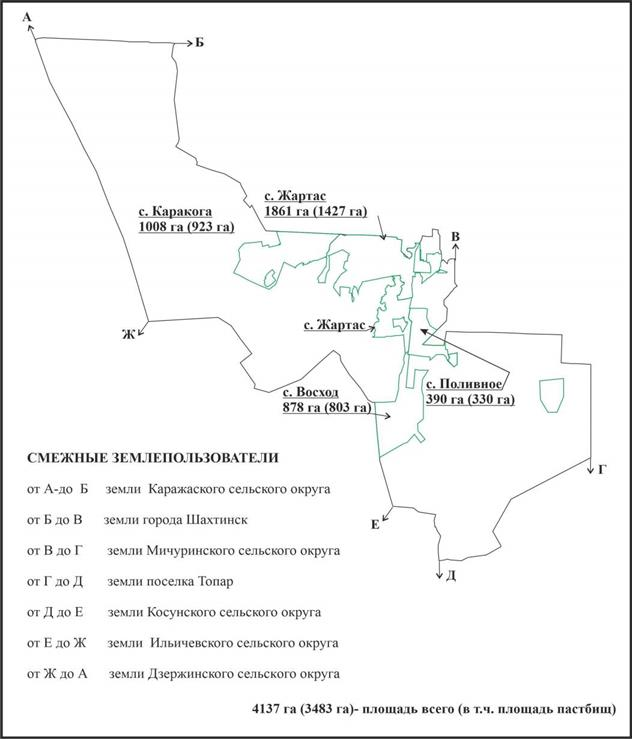 А
Б
с. Жартас
1861 га (1427 га)
с. Каракога
1008 га (923 га)
В
Ж
с. Жартас
с. Поливное
390 га (330 га)
с. Восход
878 га (803 га)
Г
Е
Д
СМЕЖНЫЕ ЗЕМЛЕПОЛЬЗОВАТЕЛИ
от А-до Б земли Каражаского сельского округа
от Б до В земли города Шахтинск
от В до Г земли Мичуринского сельского округа
от Г до Д земли поселка Топар
от Д до Е земли Косунского сельского округа
от Е до Ж земли Ильичевского сельского округа
от Ж до А земли Дзержинского сельского округа
4137 га (3483 га)- площадь всего (в т.ч. площадь пастбищ)